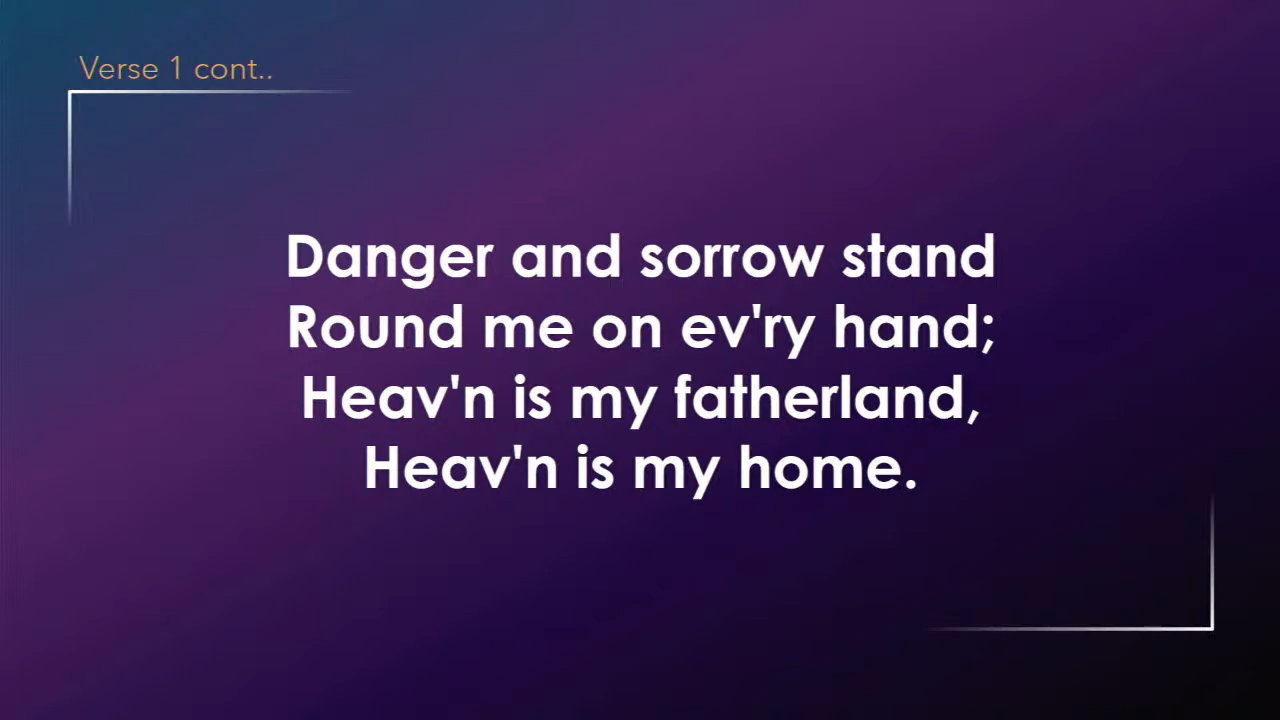 Verse 1 cont..
Danger and sorrow stand
Round me on ev'ry hand;
Heav'n is my fatherland,
Heav'n is my home.